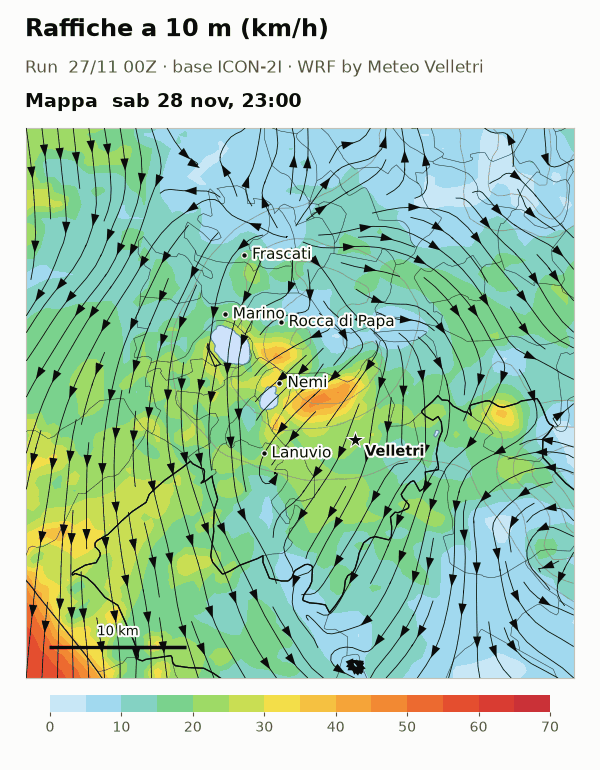 Raffiche a 10 m (km/h)
Run  27/11 00Z · base ICON-2I · WRF by Meteo Velletri
Mappa  sab 28 nov, 23:00
Frascati
Marino
Rocca di Papa
Nemi
Velletri
Lanuvio
10 km
0 10 20 30 40 50 60 70